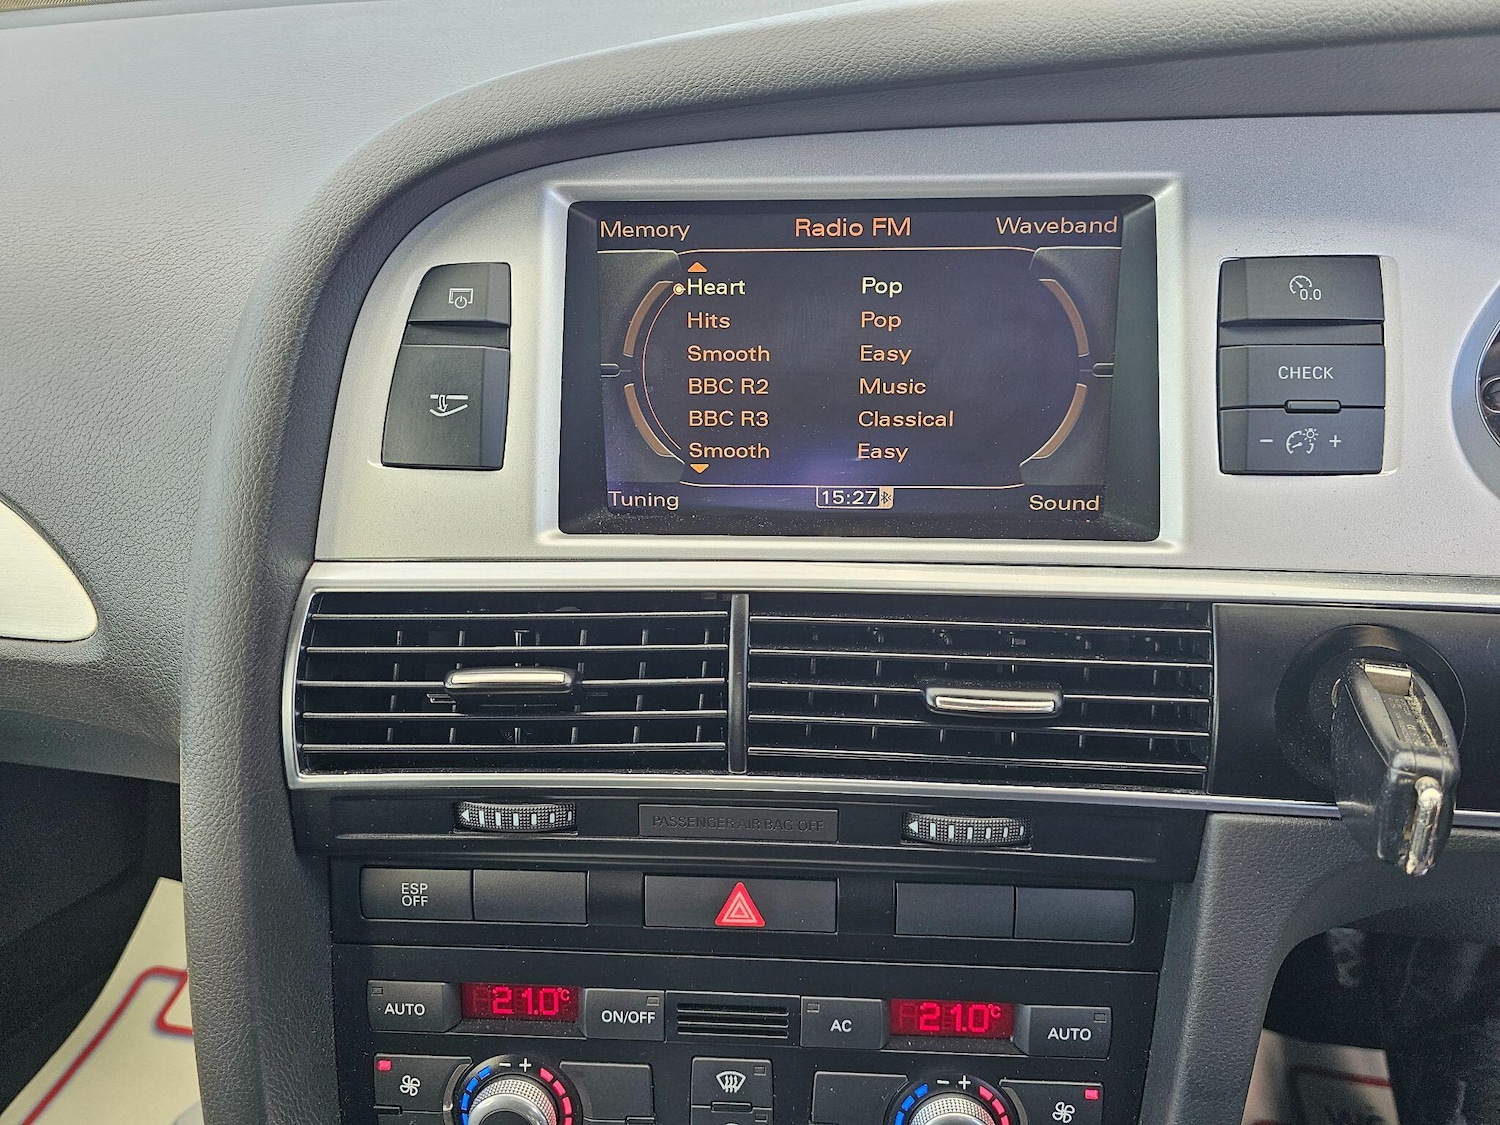 Memory Radio FM Waveband
Heart Pop
Hits Pop
Smooth Easy
BBC R2 Music
BBC R3 Classical
Smooth Easy
Tuning 15:27 Sound
0.0
CHECK
- +
PASSENGER AIR BAG OFF
ESP
OFF
AUTO 21.0°C ON/OFF AC 21.0°C AUTO
- + - +